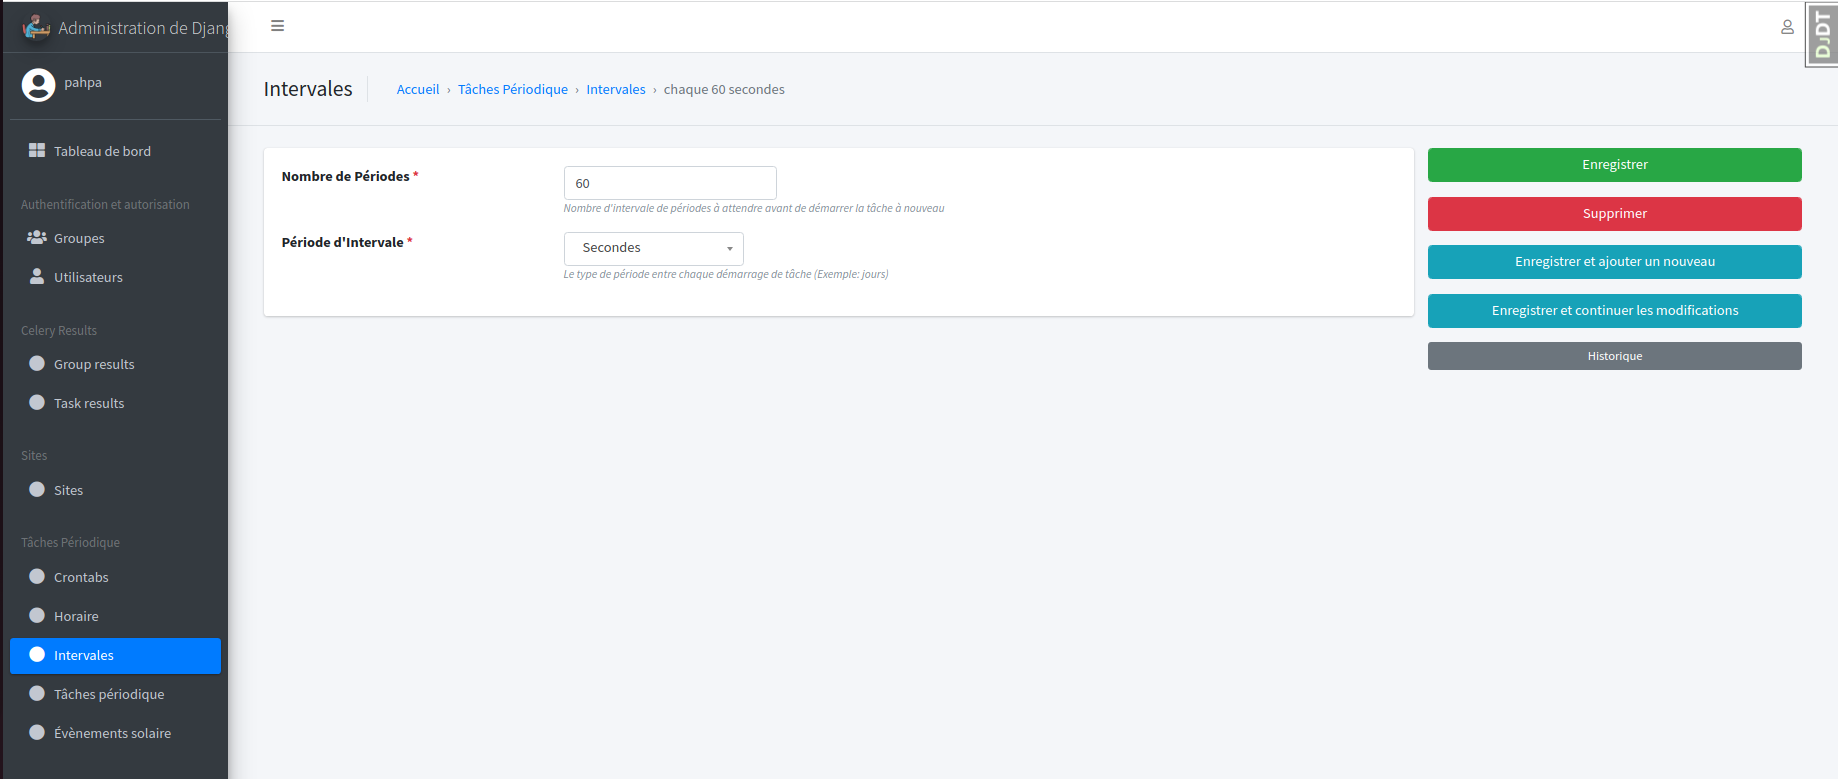 Administration de Djang
pahpa
Tableau de bord
Authentification et autorisation
Groupes
Utilisateurs
Celery Results
Group results
Task results
Sites
Sites
Tâches Périodique
Crontabs
Horaire
Intervales
Tâches périodique
Évènements solaire
DJDT
Intervales
Accueil › Tâches Périodique › Intervales › chaque 60 secondes
Nombre de Périodes *
60
Nombre d'intervale de périodes à attendre avant de démarrer la tâche à nouveau
Période d'Intervale *
Secondes
Le type de période entre chaque démarrage de tâche (Exemple: jours)
Enregistrer
Supprimer
Enregistrer et ajouter un nouveau
Enregistrer et continuer les modifications
Historique